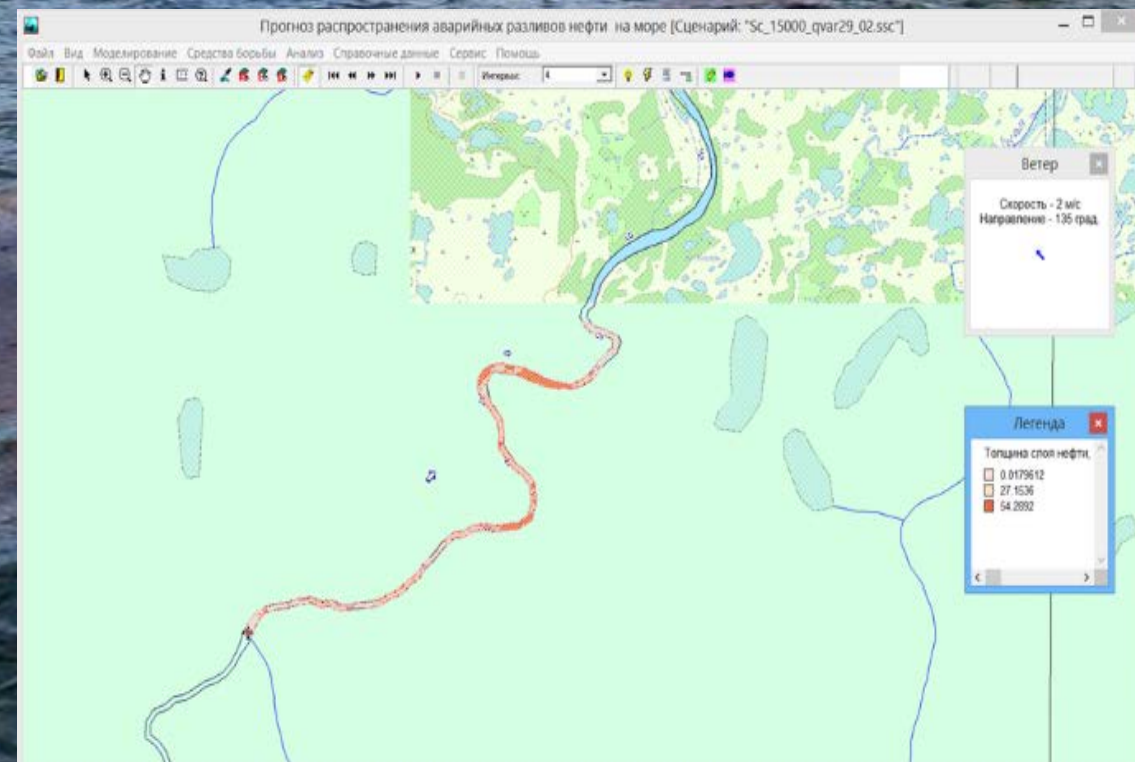 Прогноз распространения аварийных разливов нефти на море [Сценарий: "Sc_15000_qvar29_02.ssc"]
Файл Вид Моделирование Средства борьбы Анализ Справочные данные Сервис Помощь
Интервал: 4
Ветер
Скорость - 2 м/с
Направление - 135 град.
Легенда
Толщина слоя нефти,
0.0179612
27.1536
54.2892